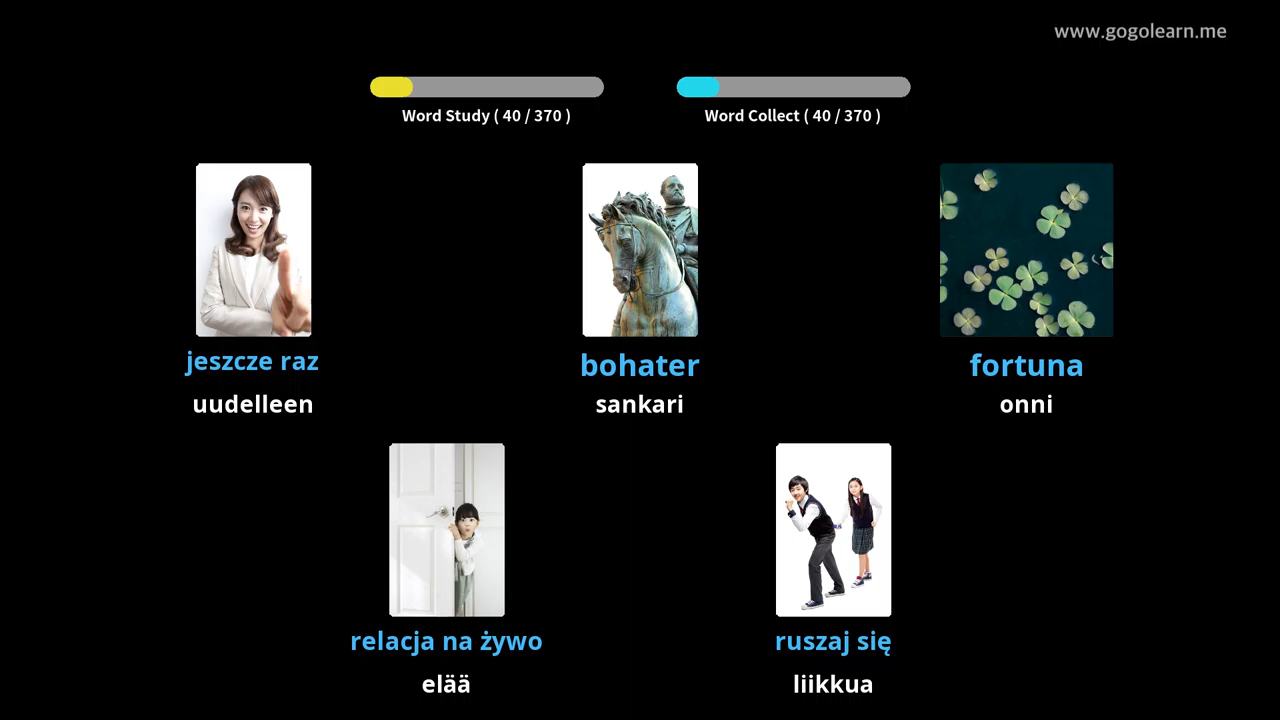 www.gogolearn.me
Word Study ( 40 / 370 )
Word Collect ( 40 / 370 )
jeszcze raz
uudelleen
bohater
sankari
fortuna
onni
relacja na żywo
elää
ruszaj się
liikkua